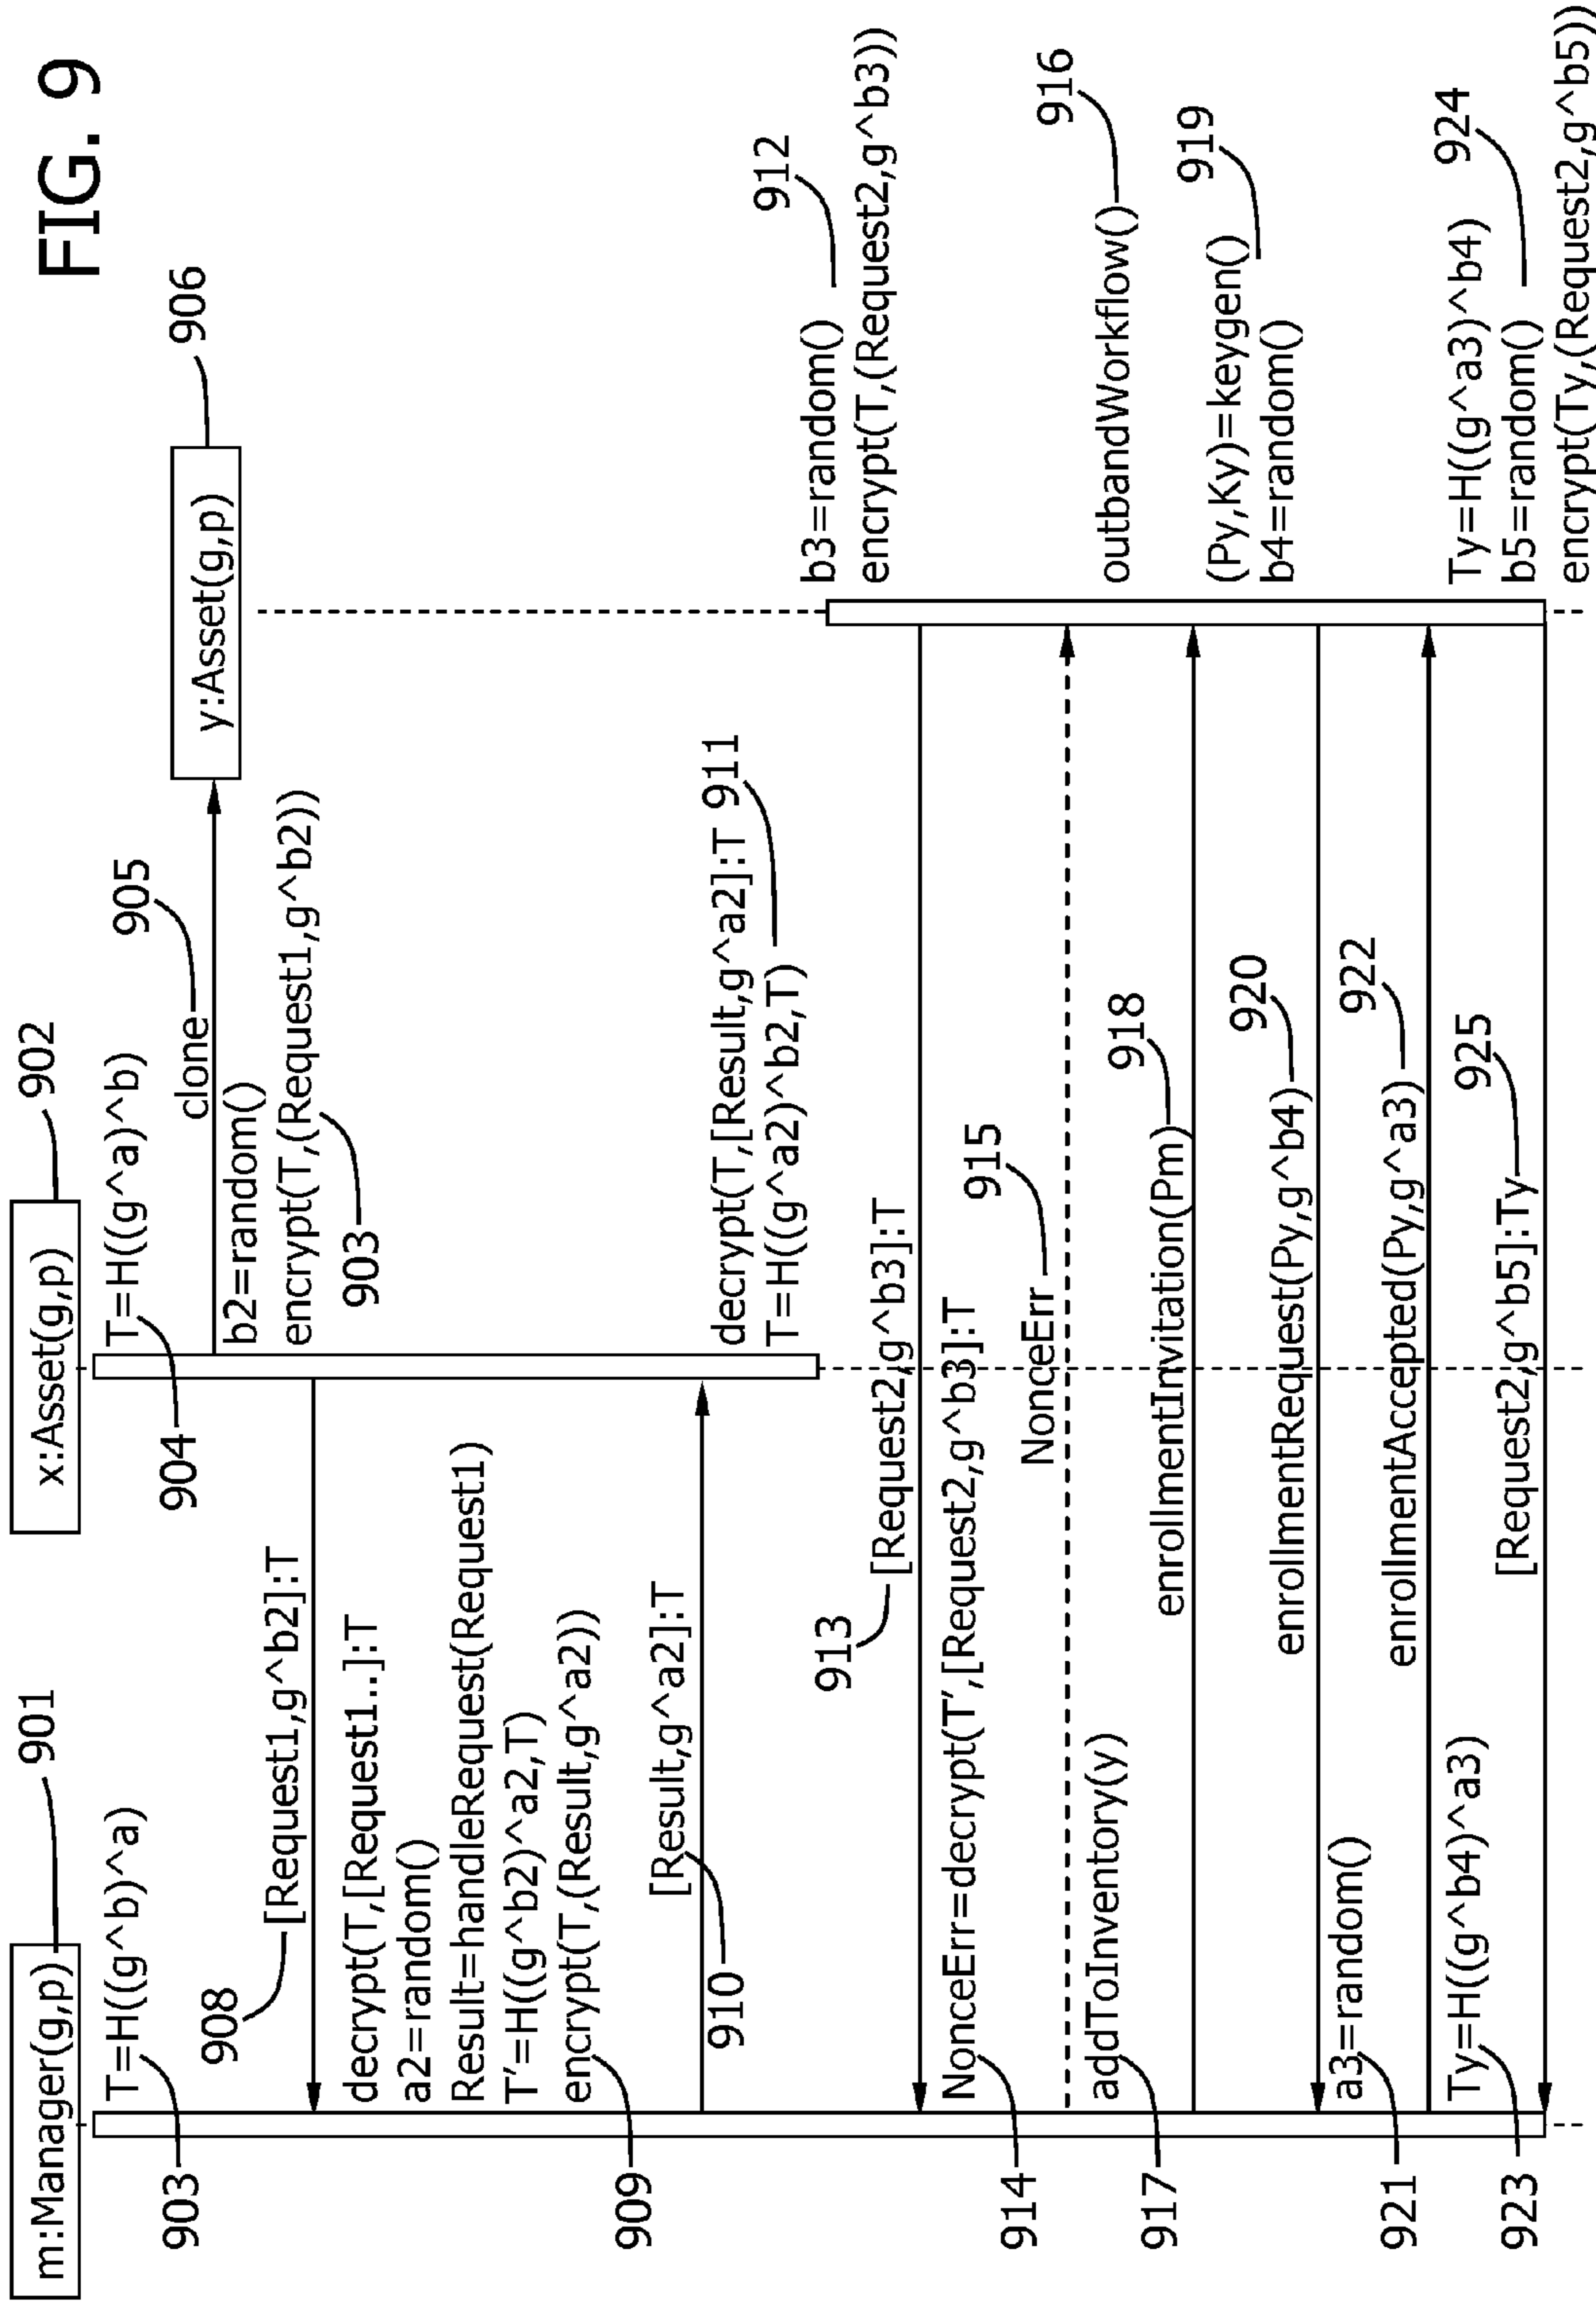 FIG. 9
m:Manager(g,p)
901
x:Asset(g,p)
902
T=H((g^b)^a)
903
T=H((g^a)^b)
904
clone
905
y:Asset(g,p)
906
b2=random()
encrypt(T,(Request1,g^b2))
903
908
[Request1,g^b2]:T
decrypt(T,[Request1..]:T
a2=random()
Result=handleRequest(Request1)
T'=H((g^b2)^a2,T)
encrypt(T,(Result,g^a2))
909
[Result,g^a2]:T
910
decrypt(T,[Result,g^a2]:T
T=H((g^a2)^b2,T)
911
b3=random()
912
encrypt(T,(Request2,g^b3))
913
[Request2,g^b3]:T
NonceErr=decrypt(T',[Request2,g^b3]:T
914
NonceErr
915
outbandWorkflow()
916
addToInventory(y)
917
enrollmentInvitation(Pm)
918
(Py,Ky)=keygen()
919
b4=random()
enrollmentRequest(Py,g^b4)
920
a3=random()
921
enrollmentAccepted(Py,g^a3)
922
Ty=H((g^b4)^a3)
923
Ty=H((g^a3)^b4)
b5=random()
924
encrypt(Ty,(Request2,g^b5))
[Request2,g^b5]:Ty
925